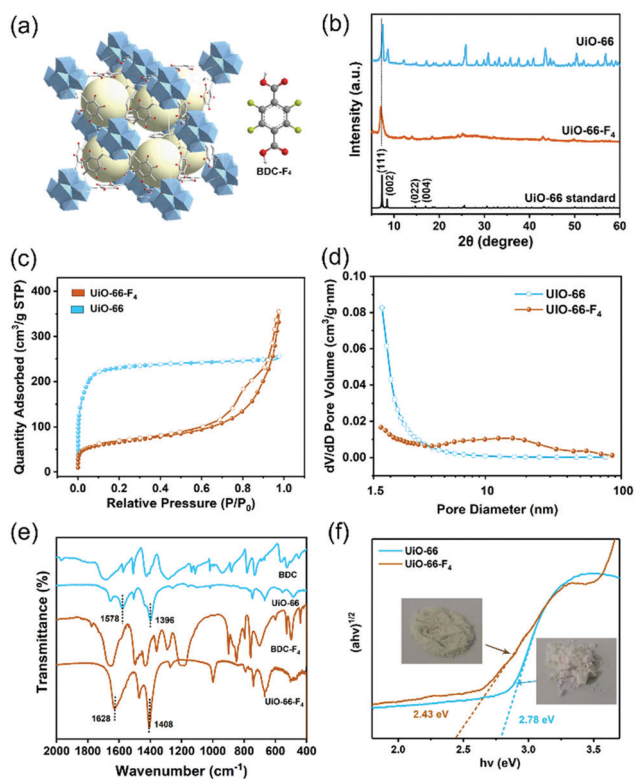 (a)
BDC-F4
(b)
Intensity (a.u.)
UiO-66
UiO-66-F4
(111)
(002)
(022)
(004)
UiO-66 standard
10 20 30 40 50 60
2θ (degree)
(c)
Quantity Adsorbed (cm3/g STP)
400
300
200
100
0
UiO-66-F4
UiO-66
0.0 0.2 0.4 0.6 0.8 1.0
Relative Pressure (P/P0)
(d)
dV/dD Pore Volume (cm3/g·nm)
0.10
0.08
0.06
0.04
0.02
0.00
UIO-66
UIO-66-F4
1.5 10 100
Pore Diameter (nm)
(e)
Transmittance (%)
BDC
UiO-66
1578
1396
BDC-F4
UiO-66-F4
1628
1408
2000 1600 1400 1200 1000 800 600 400
Wavenumber (cm-1)
(f)
(ahv)1/2
UiO-66
UiO-66-F4
2.43 eV
2.78 eV
2.0 2.5 3.0 3.5
hv (eV)